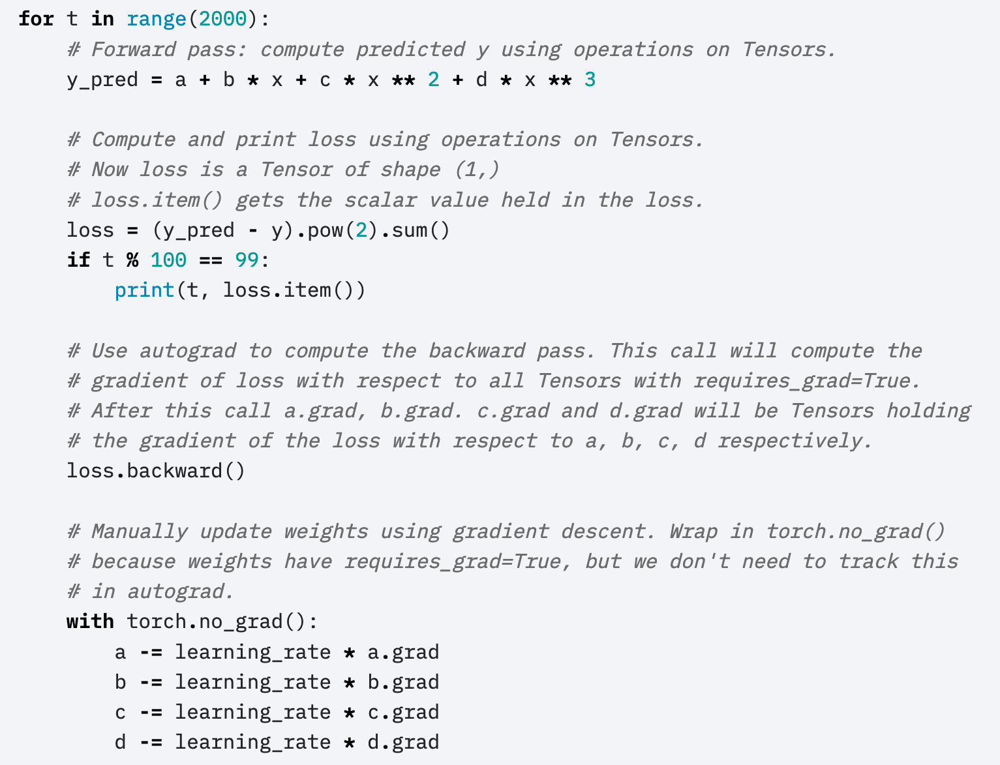 for t in range(2000):
    # Forward pass: compute predicted y using operations on Tensors.
    y_pred = a + b * x + c * x ** 2 + d * x ** 3

    # Compute and print loss using operations on Tensors.
    # Now loss is a Tensor of shape (1,)
    # loss.item() gets the scalar value held in the loss.
    loss = (y_pred - y).pow(2).sum()
    if t % 100 == 99:
        print(t, loss.item())

    # Use autograd to compute the backward pass. This call will compute the
    # gradient of loss with respect to all Tensors with requires_grad=True.
    # After this call a.grad, b.grad. c.grad and d.grad will be Tensors holding
    # the gradient of the loss with respect to a, b, c, d respectively.
    loss.backward()

    # Manually update weights using gradient descent. Wrap in torch.no_grad()
    # because weights have requires_grad=True, but we don't need to track this
    # in autograd.
    with torch.no_grad():
        a -= learning_rate * a.grad
        b -= learning_rate * b.grad
        c -= learning_rate * c.grad
        d -= learning_rate * d.grad